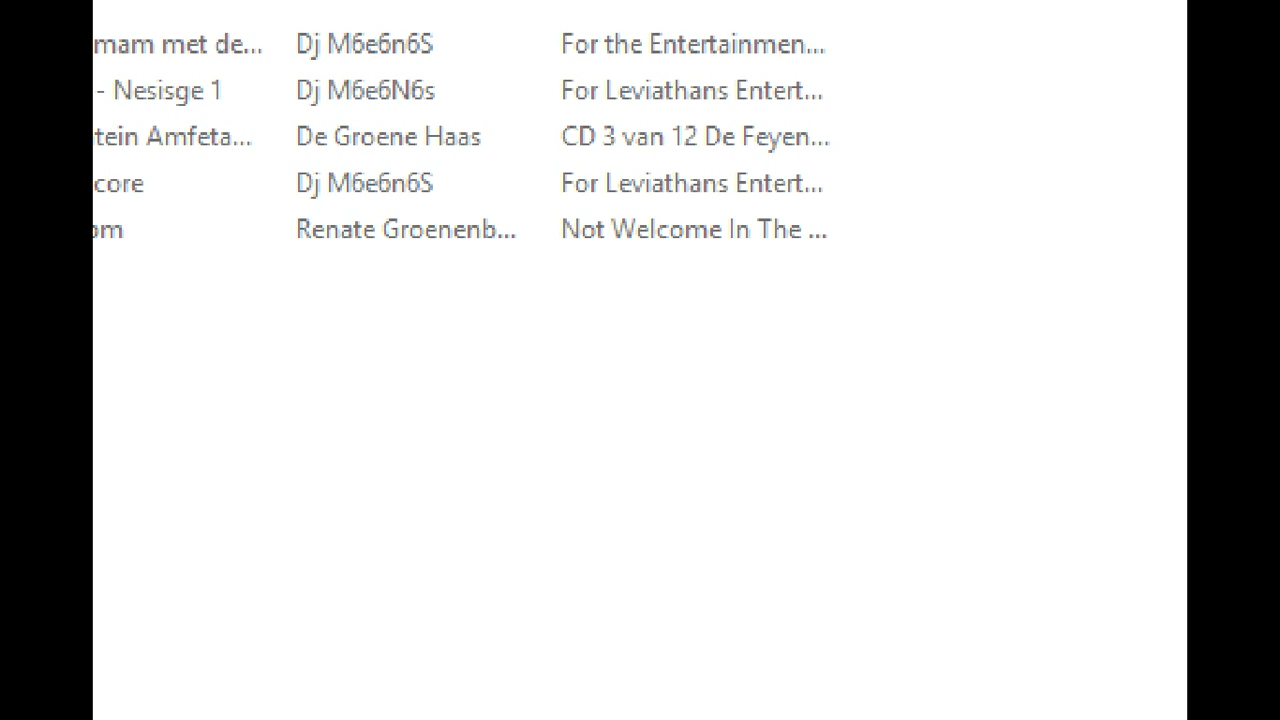 mam met de... Dj M6e6n6S For the Entertainmen...
- Nesisge 1 Dj M6e6N6s For Leviathans Entert...
tein Amfeta... De Groene Haas CD 3 van 12 De Feyen...
core Dj M6e6n6S For Leviathans Entert...
om Renate Groenenb... Not Welcome In The ...